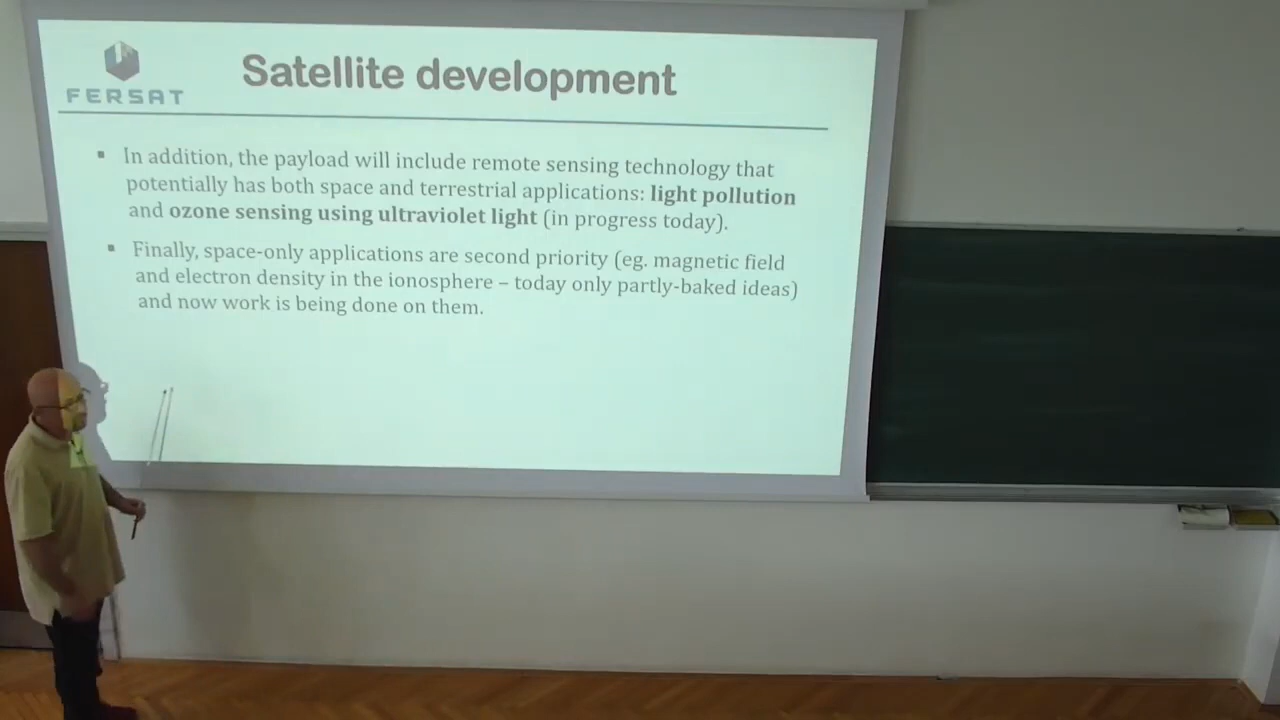 FERSAT
Satellite development
In addition, the payload will include remote sensing technology that
potentially has both space and terrestrial applications: light pollution
and ozone sensing using ultraviolet light (in progress today).
Finally, space-only applications are second priority (eg. magnetic field
and electron density in the ionosphere – today only partly-baked ideas)
and now work is being done on them.